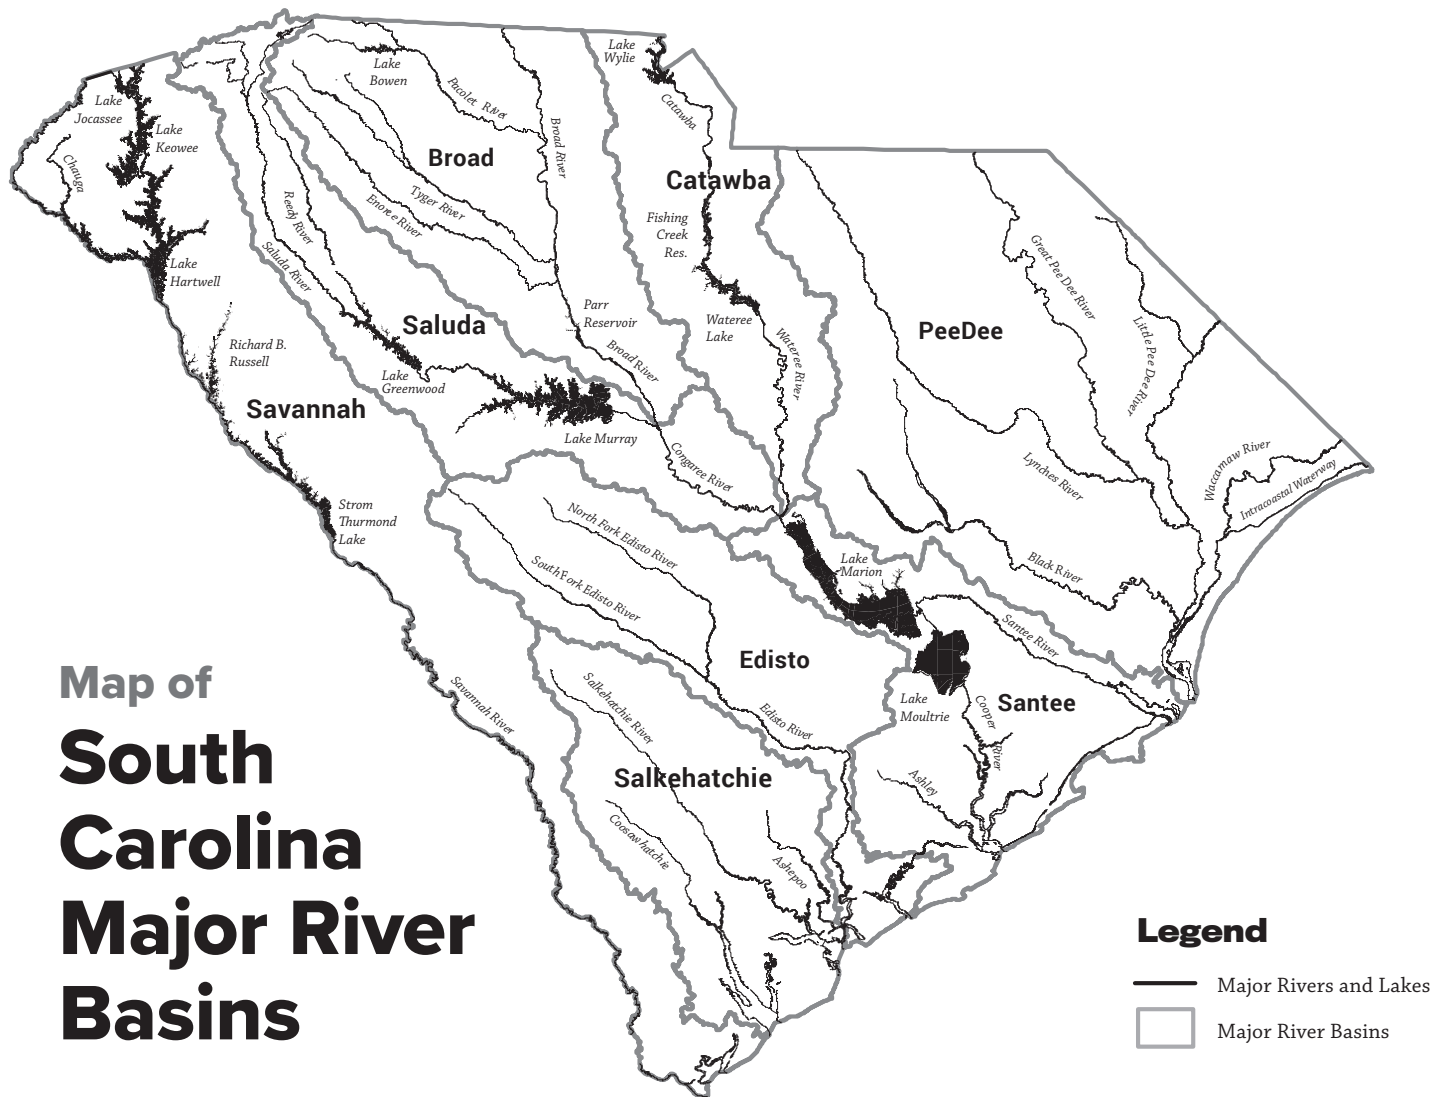 Lake
Wylie
Lake
Bowen
Pacolet River
Catawba
Lake
Jocassee
Lake
Keowee
Chauga
Broad River
Broad
Catawba
Tyger River
Enoree River
Reedy River
Saluda River
Fishing
Creek
Res.
Great Pee Dee River
Lake
Hartwell
Parr
Reservoir
Saluda
Wateree
Lake
PeeDee
Little Pee Dee River
Wateree River
Broad River
Richard B.
Russell
Lake
Greenwood
Savannah
Lake Murray
Congaree River
Lynches River
Waccamaw River
Intracoastal Waterway
Strom
Thurmond
Lake
North Fork Edisto River
South Fork Edisto River
Lake
Marion
Black River
Santee River
Edisto
Salkehatchie River
Savannah River
Edisto River
Lake
Moultrie
Cooper
River
Santee
Salkehatchie
Ashley
Coosawhatchie
Ashepoo
Map of
South
Carolina
Major River
Basins
Legend
Major Rivers and Lakes
Major River Basins